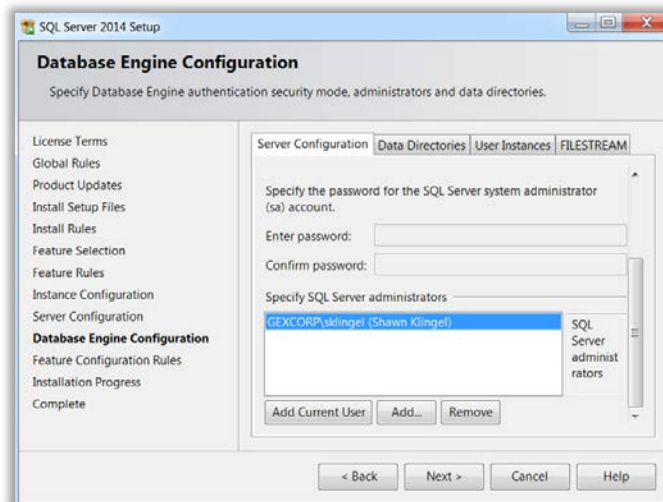 SQL Server 2014 Setup
Database Engine Configuration
Specify Database Engine authentication security mode, administrators and data directories.
License Terms
Global Rules
Product Updates
Install Setup Files
Install Rules
Feature Selection
Feature Rules
Instance Configuration
Server Configuration
Database Engine Configuration
Feature Configuration Rules
Installation Progress
Complete
Server Configuration Data Directories User Instances FILESTREAM
Specify the password for the SQL Server system administrator
(sa) account.
Enter password:
Confirm password:
Specify SQL Server administrators
GEXCORP\sklingel (Shawn Klingel)
SQL
Server
administ
rators
Add Current User Add... Remove
< Back Next > Cancel Help